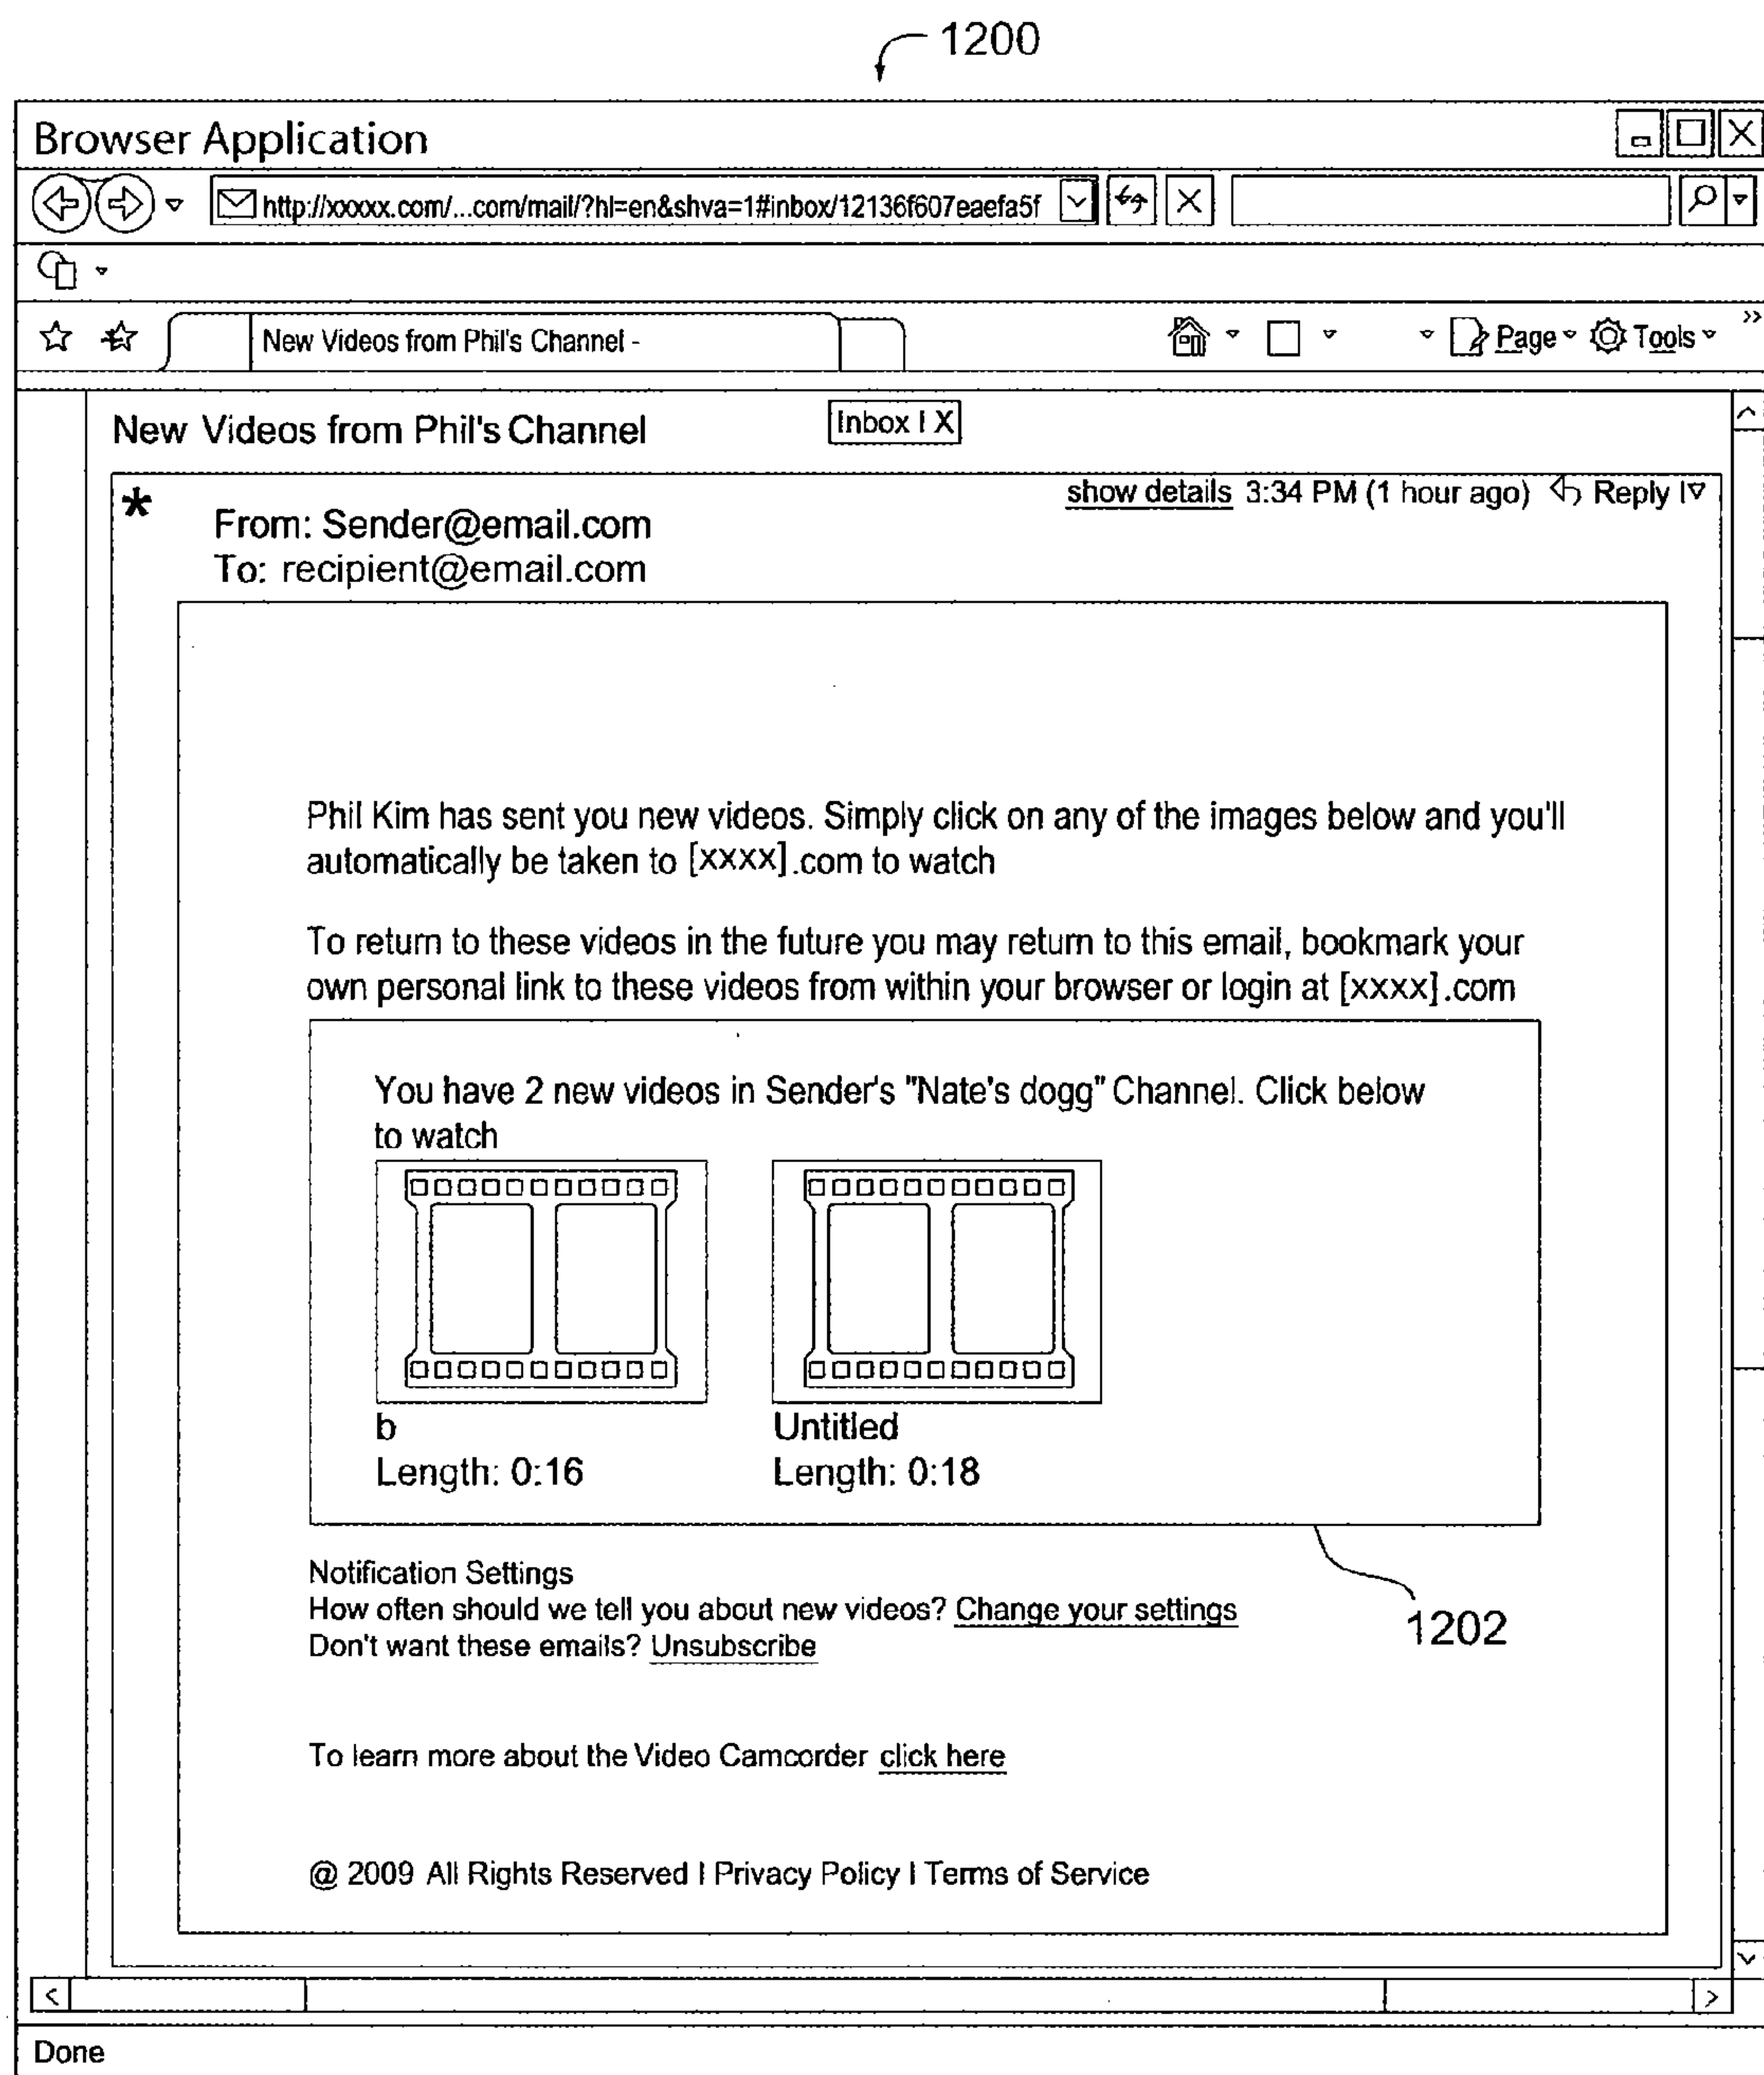 1200
Browser Application
http://xxxxx.com/...com/mail/?hl=en&shva=1#inbox/12136f607eaefa5f
New Videos from Phil's Channel -
Page
Tools
New Videos from Phil's Channel
Inbox I X
show details 3:34 PM (1 hour ago) Reply I
* From: Sender@email.com
To: recipient@email.com
Phil Kim has sent you new videos. Simply click on any of the images below and you'll
automatically be taken to [xxxx].com to watch
To return to these videos in the future you may return to this email, bookmark your
own personal link to these videos from within your browser or login at [xxxx].com
You have 2 new videos in Sender's "Nate's dogg" Channel. Click below
to watch
b
Length: 0:16
Untitled
Length: 0:18
Notification Settings
How often should we tell you about new videos? Change your settings
Don't want these emails? Unsubscribe
1202
To learn more about the Video Camcorder click here
@ 2009 All Rights Reserved I Privacy Policy I Terms of Service
Done